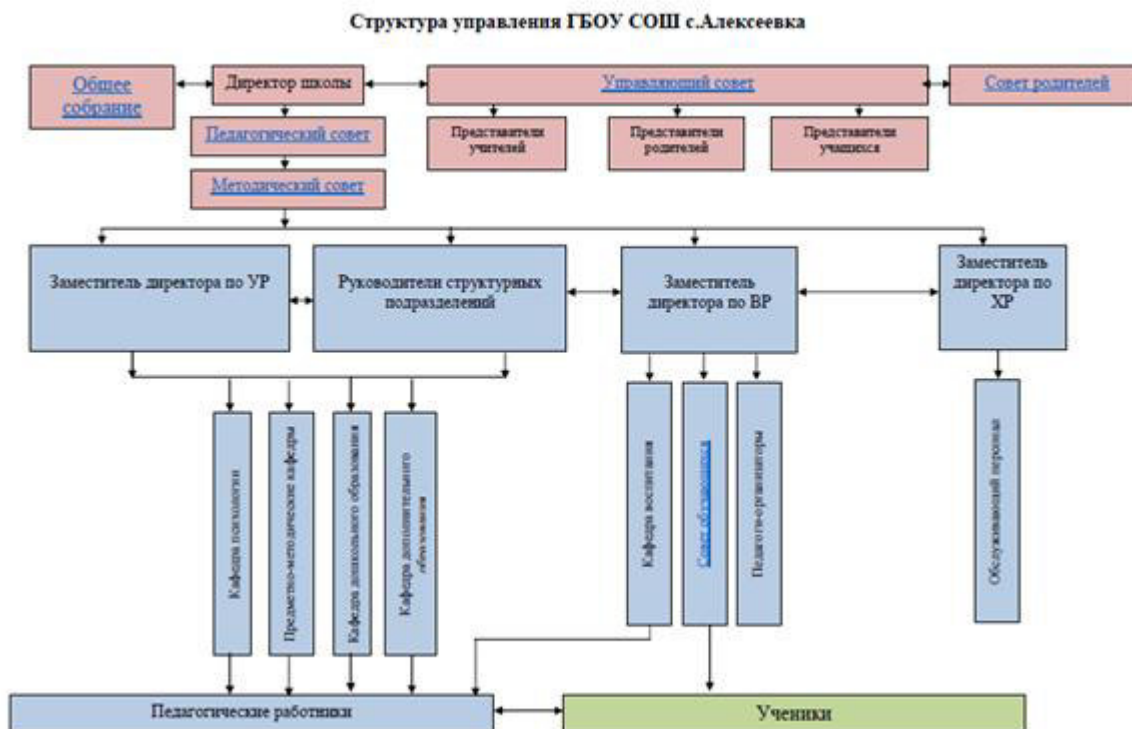 Структура управления ГБОУ СОШ с.Алексеевка
Общее
собрание
Директор школы
Управляющий совет
Совет родителей
Педагогический совет
Представители
учителей
Представители
родителей
Представители
учащихся
Методический совет
Заместитель директора по УР
Руководители структурных
подразделений
Заместитель
директора по ВР
Заместитель
директора по
ХР
Кафедра психологии
Предметно-методические кафедры
Кафедра дошкольного образования
Кафедра дополнительного
образования
Кафедра воспитания
Совет обучающихся
Педагоги-организаторы
Обслуживающий персонал
Педагогические работники
Ученики